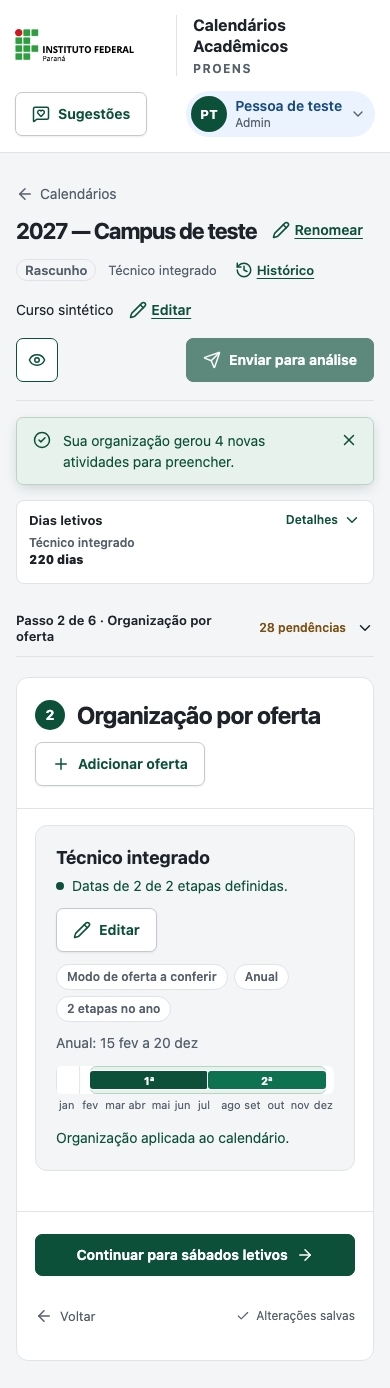 INSTITUTO FEDERAL
Paraná
Calendários
Acadêmicos
PROENS
Sugestões
PT
Pessoa de teste
Admin
Calendários
2027 — Campus de teste
Renomear
Rascunho
Técnico integrado
Histórico
Curso sintético
Editar
Enviar para análise
Sua organização gerou 4 novas
atividades para preencher.
Dias letivos
Detalhes
Técnico integrado
220 dias
Passo 2 de 6 · Organização por
oferta
28 pendências
2
Organização por oferta
Adicionar oferta
Técnico integrado
Datas de 2 de 2 etapas definidas.
Editar
Modo de oferta a conferir
Anual
2 etapas no ano
Anual: 15 fev a 20 dez
1ª
2ª
jan fev mar abr mai jun jul ago set out nov dez
Organização aplicada ao calendário.
Continuar para sábados letivos
Voltar
Alterações salvas